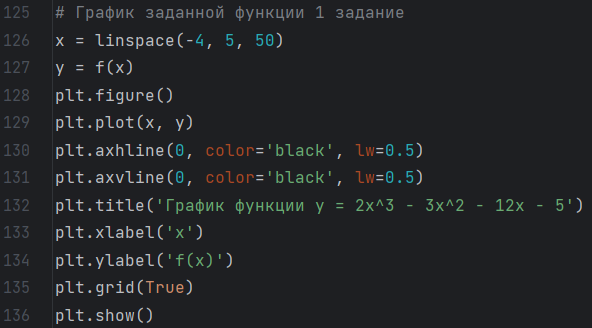 125 # График заданной функции 1 задание
126 x = linspace(-4, 5, 50)
127 y = f(x)
128 plt.figure()
129 plt.plot(x, y)
130 plt.axhline(0, color='black', lw=0.5)
131 plt.axvline(0, color='black', lw=0.5)
132 plt.title('График функции y = 2x^3 - 3x^2 - 12x - 5')
133 plt.xlabel('x')
134 plt.ylabel('f(x)')
135 plt.grid(True)
136 plt.show()